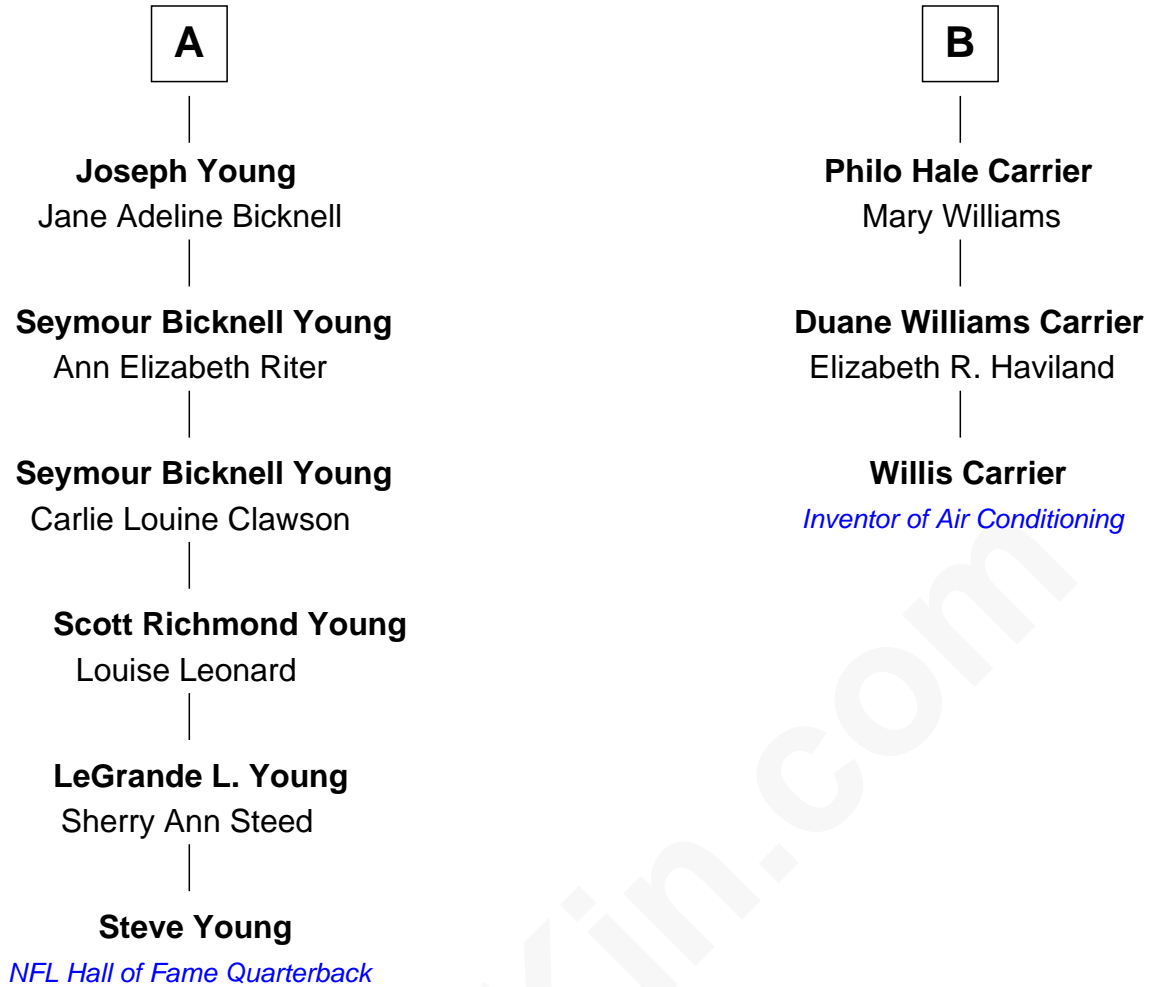 A
Joseph Young
Jane Adeline Bicknell
Seymour Bicknell Young
Ann Elizabeth Riter
Seymour Bicknell Young
Carlie Louine Clawson
Scott Richmond Young
Louise Leonard
LeGrande L. Young
Sherry Ann Steed
Steve Young
NFL Hall of Fame Quarterback
B
Philo Hale Carrier
Mary Williams
Duane Williams Carrier
Elizabeth R. Haviland
Willis Carrier
Inventor of Air Conditioning
Kin.com